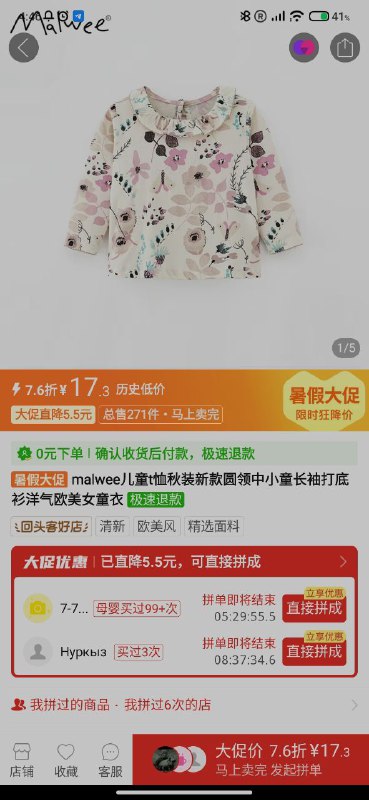 4:46
41%
Malwee®
1/5
7.6折¥17.3 历史低价
大促直降5.5元 总售271件·马上卖完
暑假大促
限时狂降价
0元下单 | 确认收货后付款，极速退款
暑假大促 malwee儿童t恤秋装新款圆领中小童长袖打底
衫洋气欧美女童衣 极速退款
回头客好店 清新 欧美风 精选面料
大促优惠 已直降5.5元，可直接拼成
7-7... 母婴买过99+次
拼单即将结束
05:29:55.5
立享优惠
直接拼成
Нуркыз 买过3次
拼单即将结束
08:37:34.6
立享优惠
直接拼成
我拼过的商品 · 我拼过6次的店
店铺 收藏 客服
大促价 7.6折¥17.3
马上卖完 发起拼单